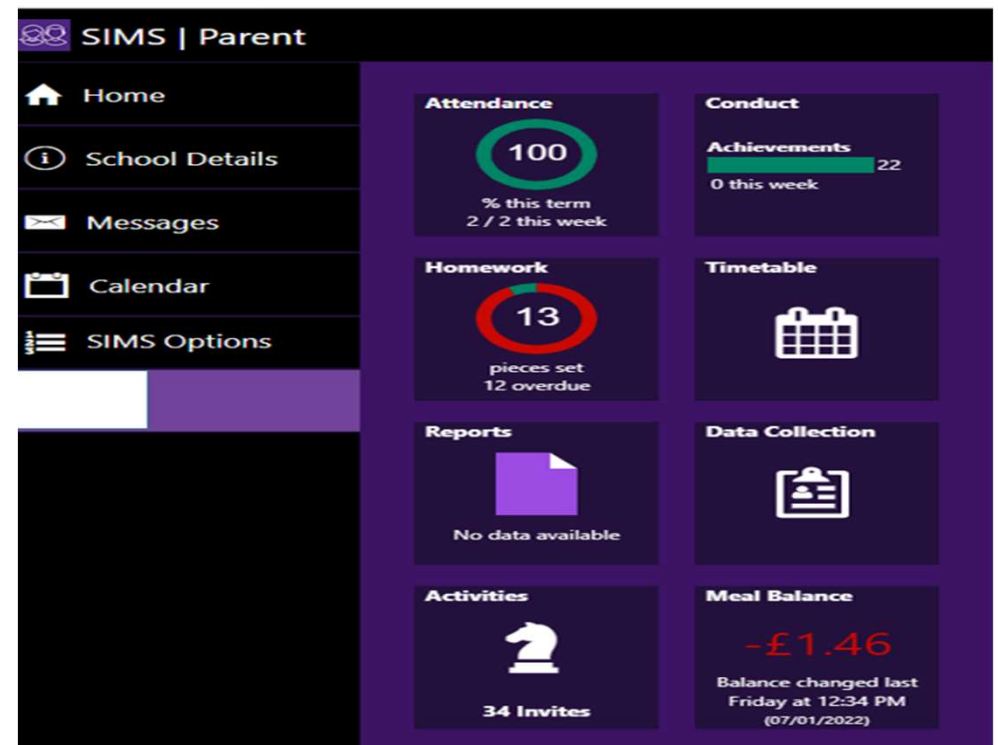 SIMS | Parent
Home
School Details
Messages
Calendar
SIMS Options
Attendance
100
% this term
2 / 2 this week
Conduct
Achievements
22
0 this week
Homework
13
pieces set
12 overdue
Timetable
Reports
No data available
Data Collection
Activities
34 Invites
Meal Balance
-£1.46
Balance changed last
Friday at 12:34 PM
(07/01/2022)